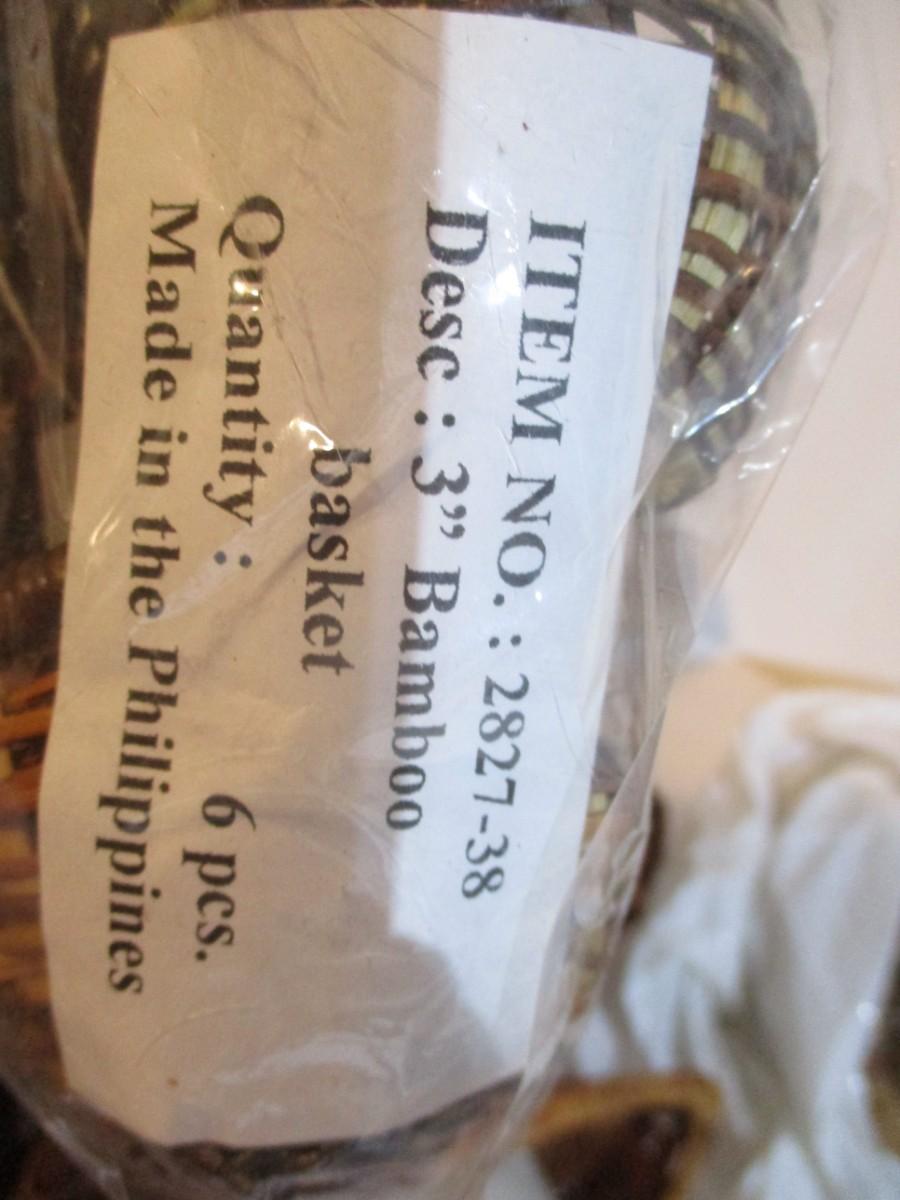 ITEM NO. : 2827-38
Desc : 3” Bamboo
basket
Quantity : 6 pcs.
Made in the Philippines